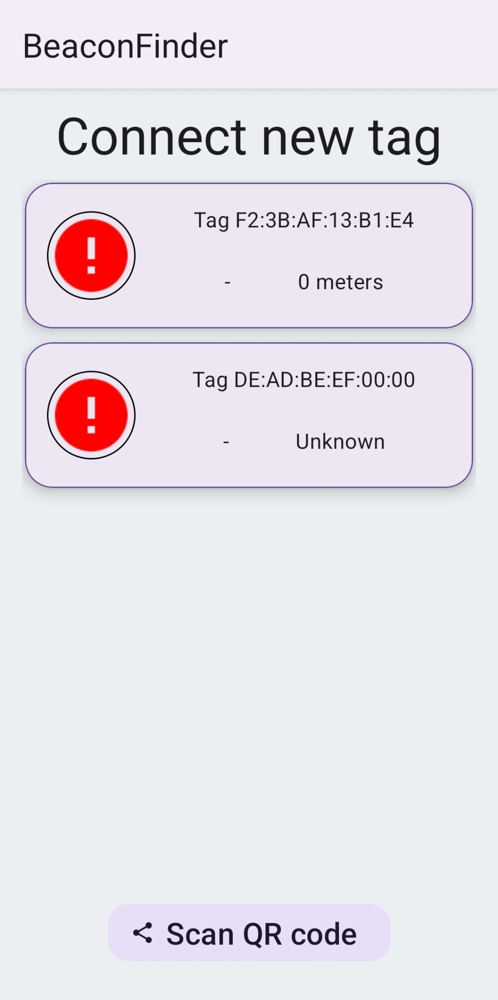 BeaconFinder
Connect new tag
!
Tag F2:3B:AF:13:B1:E4
- 0 meters
!
Tag DE:AD:BE:EF:00:00
- Unknown
Scan QR code